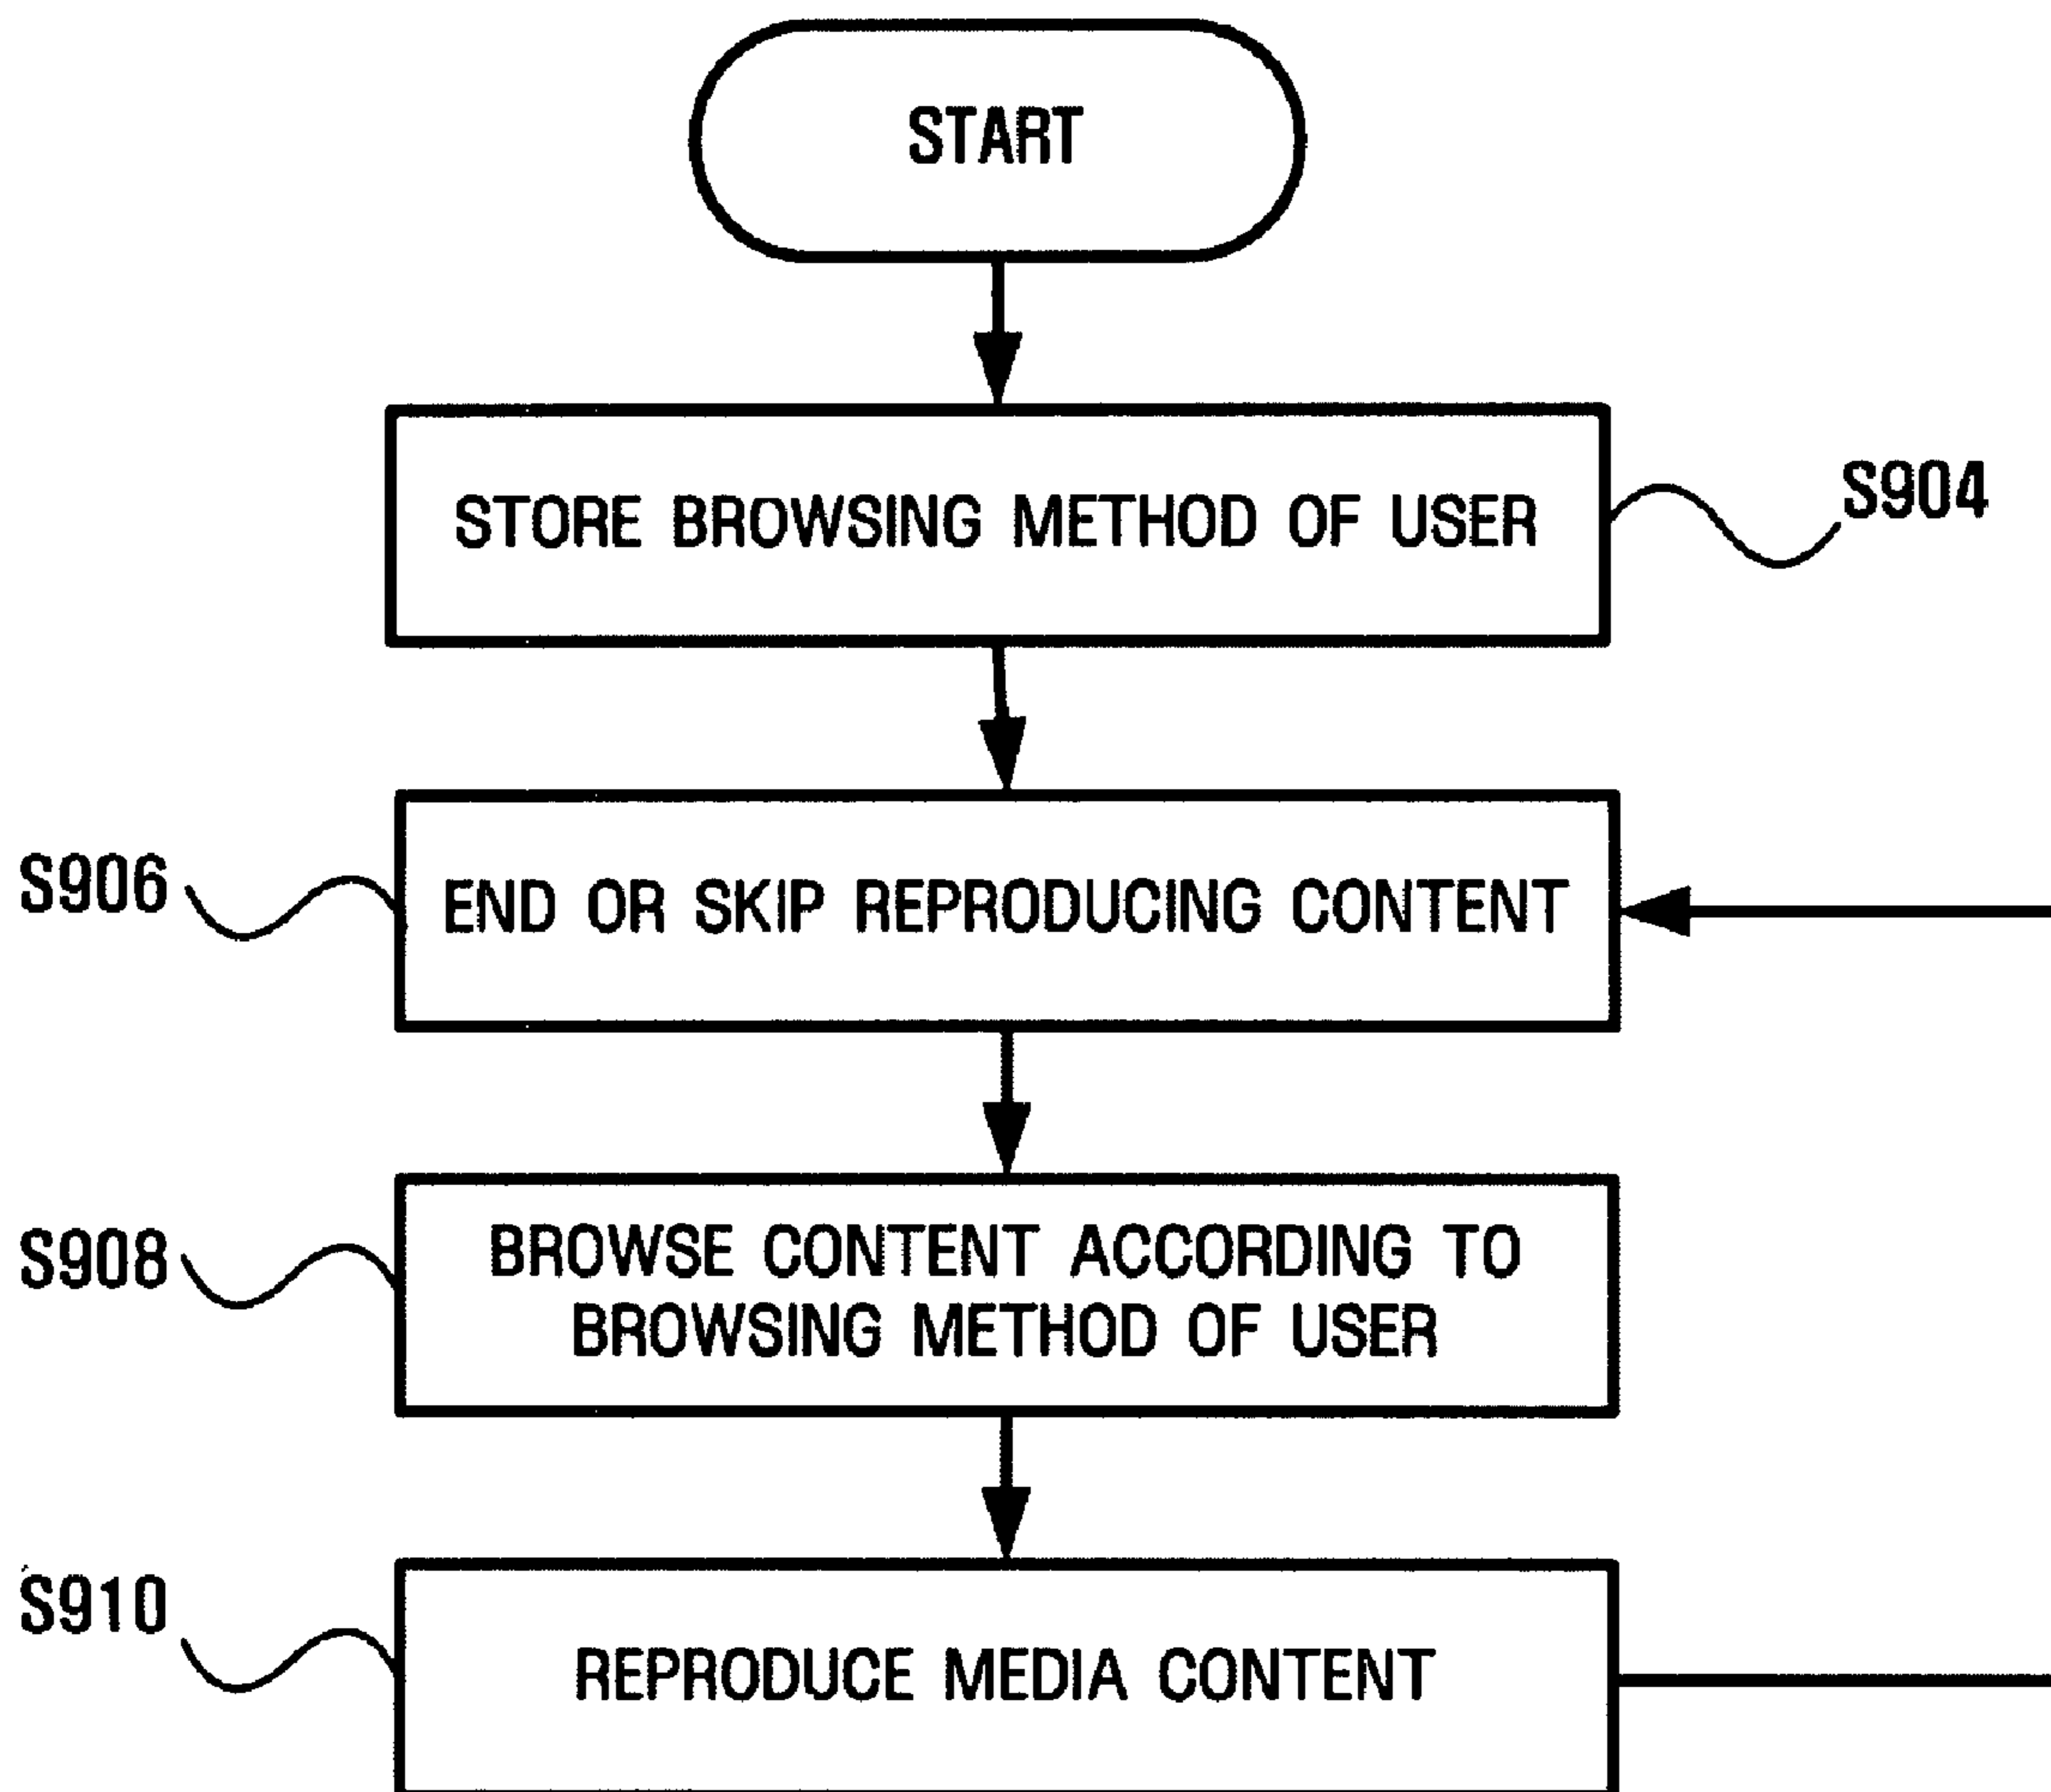 START
STORE BROWSING METHOD OF USER
S904
S906
END OR SKIP REPRODUCING CONTENT
S908
BROWSE CONTENT ACCORDING TO
BROWSING METHOD OF USER
S910
REPRODUCE MEDIA CONTENT